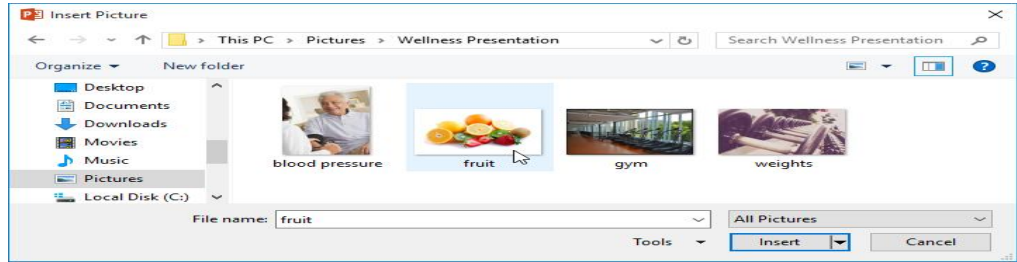 Insert Picture
This PC > Pictures > Wellness Presentation
Search Wellness Presentation
Organize
New folder
Desktop
Documents
Downloads
Movies
Music
Pictures
Local Disk (C:)
blood pressure
fruit
gym
weights
File name: fruit
All Pictures
Tools
Insert
Cancel